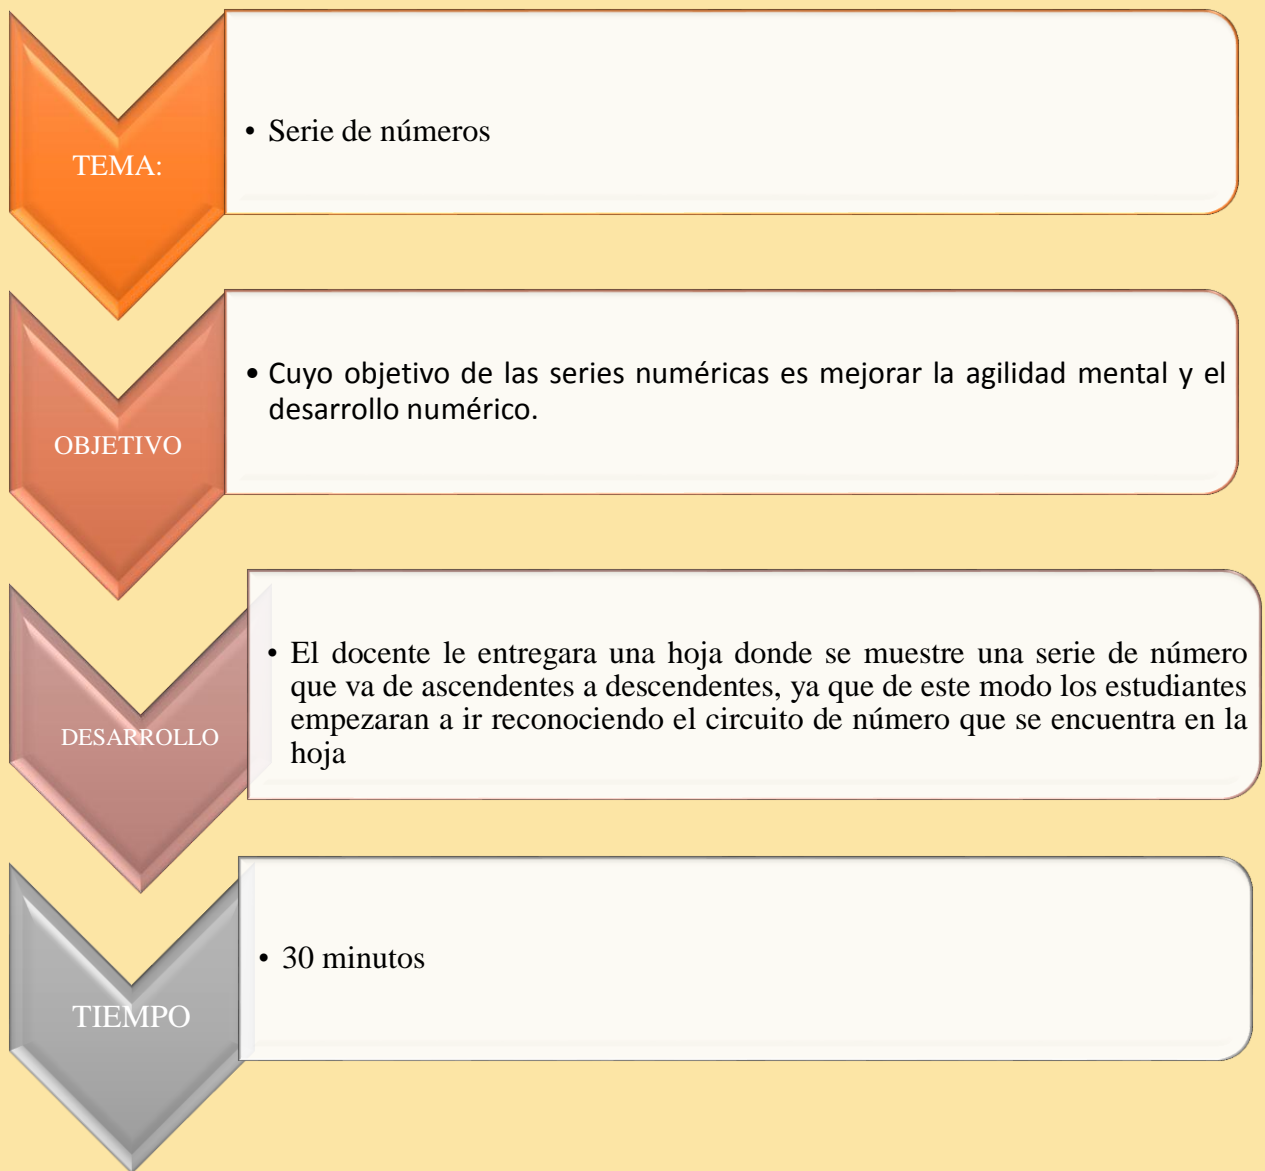 TEMA:
• Serie de números
OBJETIVO
• Cuyo objetivo de las series numéricas es mejorar la agilidad mental y el
desarrollo numérico.
DESARROLLO
• El docente le entregara una hoja donde se muestre una serie de número
que va de ascendentes a descendentes, ya que de este modo los estudiantes
empezaran a ir reconociendo el circuito de número que se encuentra en la
hoja
TIEMPO
• 30 minutos